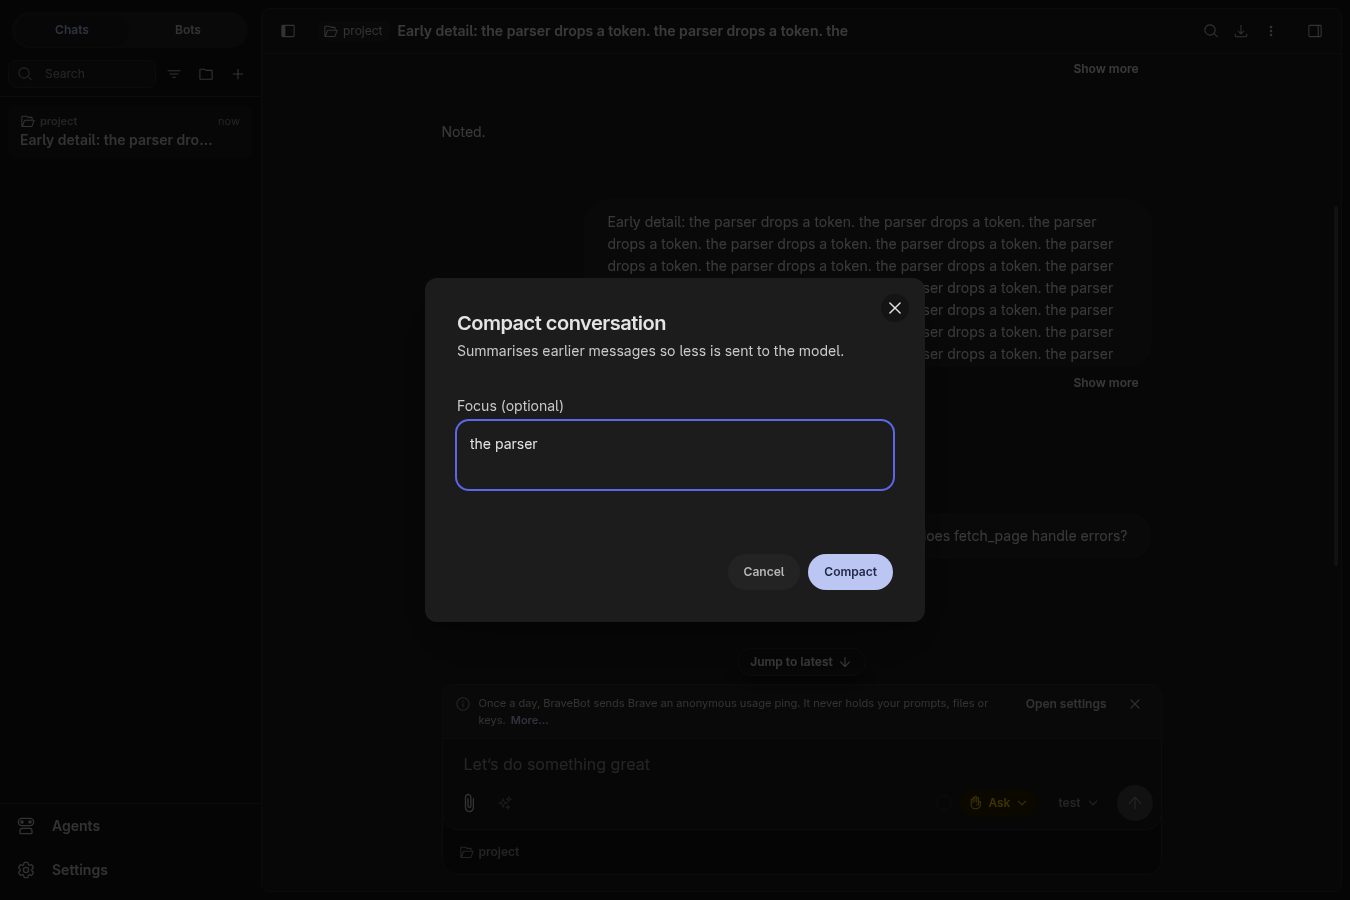 Chats
Bots
Search
project
now
Early detail: the parser dro...
Agents
Settings
project
Early detail: the parser drops a token. the parser drops a token. the
Show more
Noted.
Early detail: the parser drops a token. the parser drops a token. the parser
drops a token. the parser drops a token. the parser drops a token. the parser
drops a token. the parser drops a token. the parser drops a token. the parser
ser drops a token. the parser
ser drops a token. the parser
ser drops a token. the parser
ser drops a token. the parser
Show more
Compact conversation
Summarises earlier messages so less is sent to the model.
Focus (optional)
the parser
Cancel
Compact
does fetch_page handle errors?
Jump to latest
Once a day, BraveBot sends Brave an anonymous usage ping. It never holds your prompts, files or
keys. More...
Open settings
Let's do something great
Ask
test
project